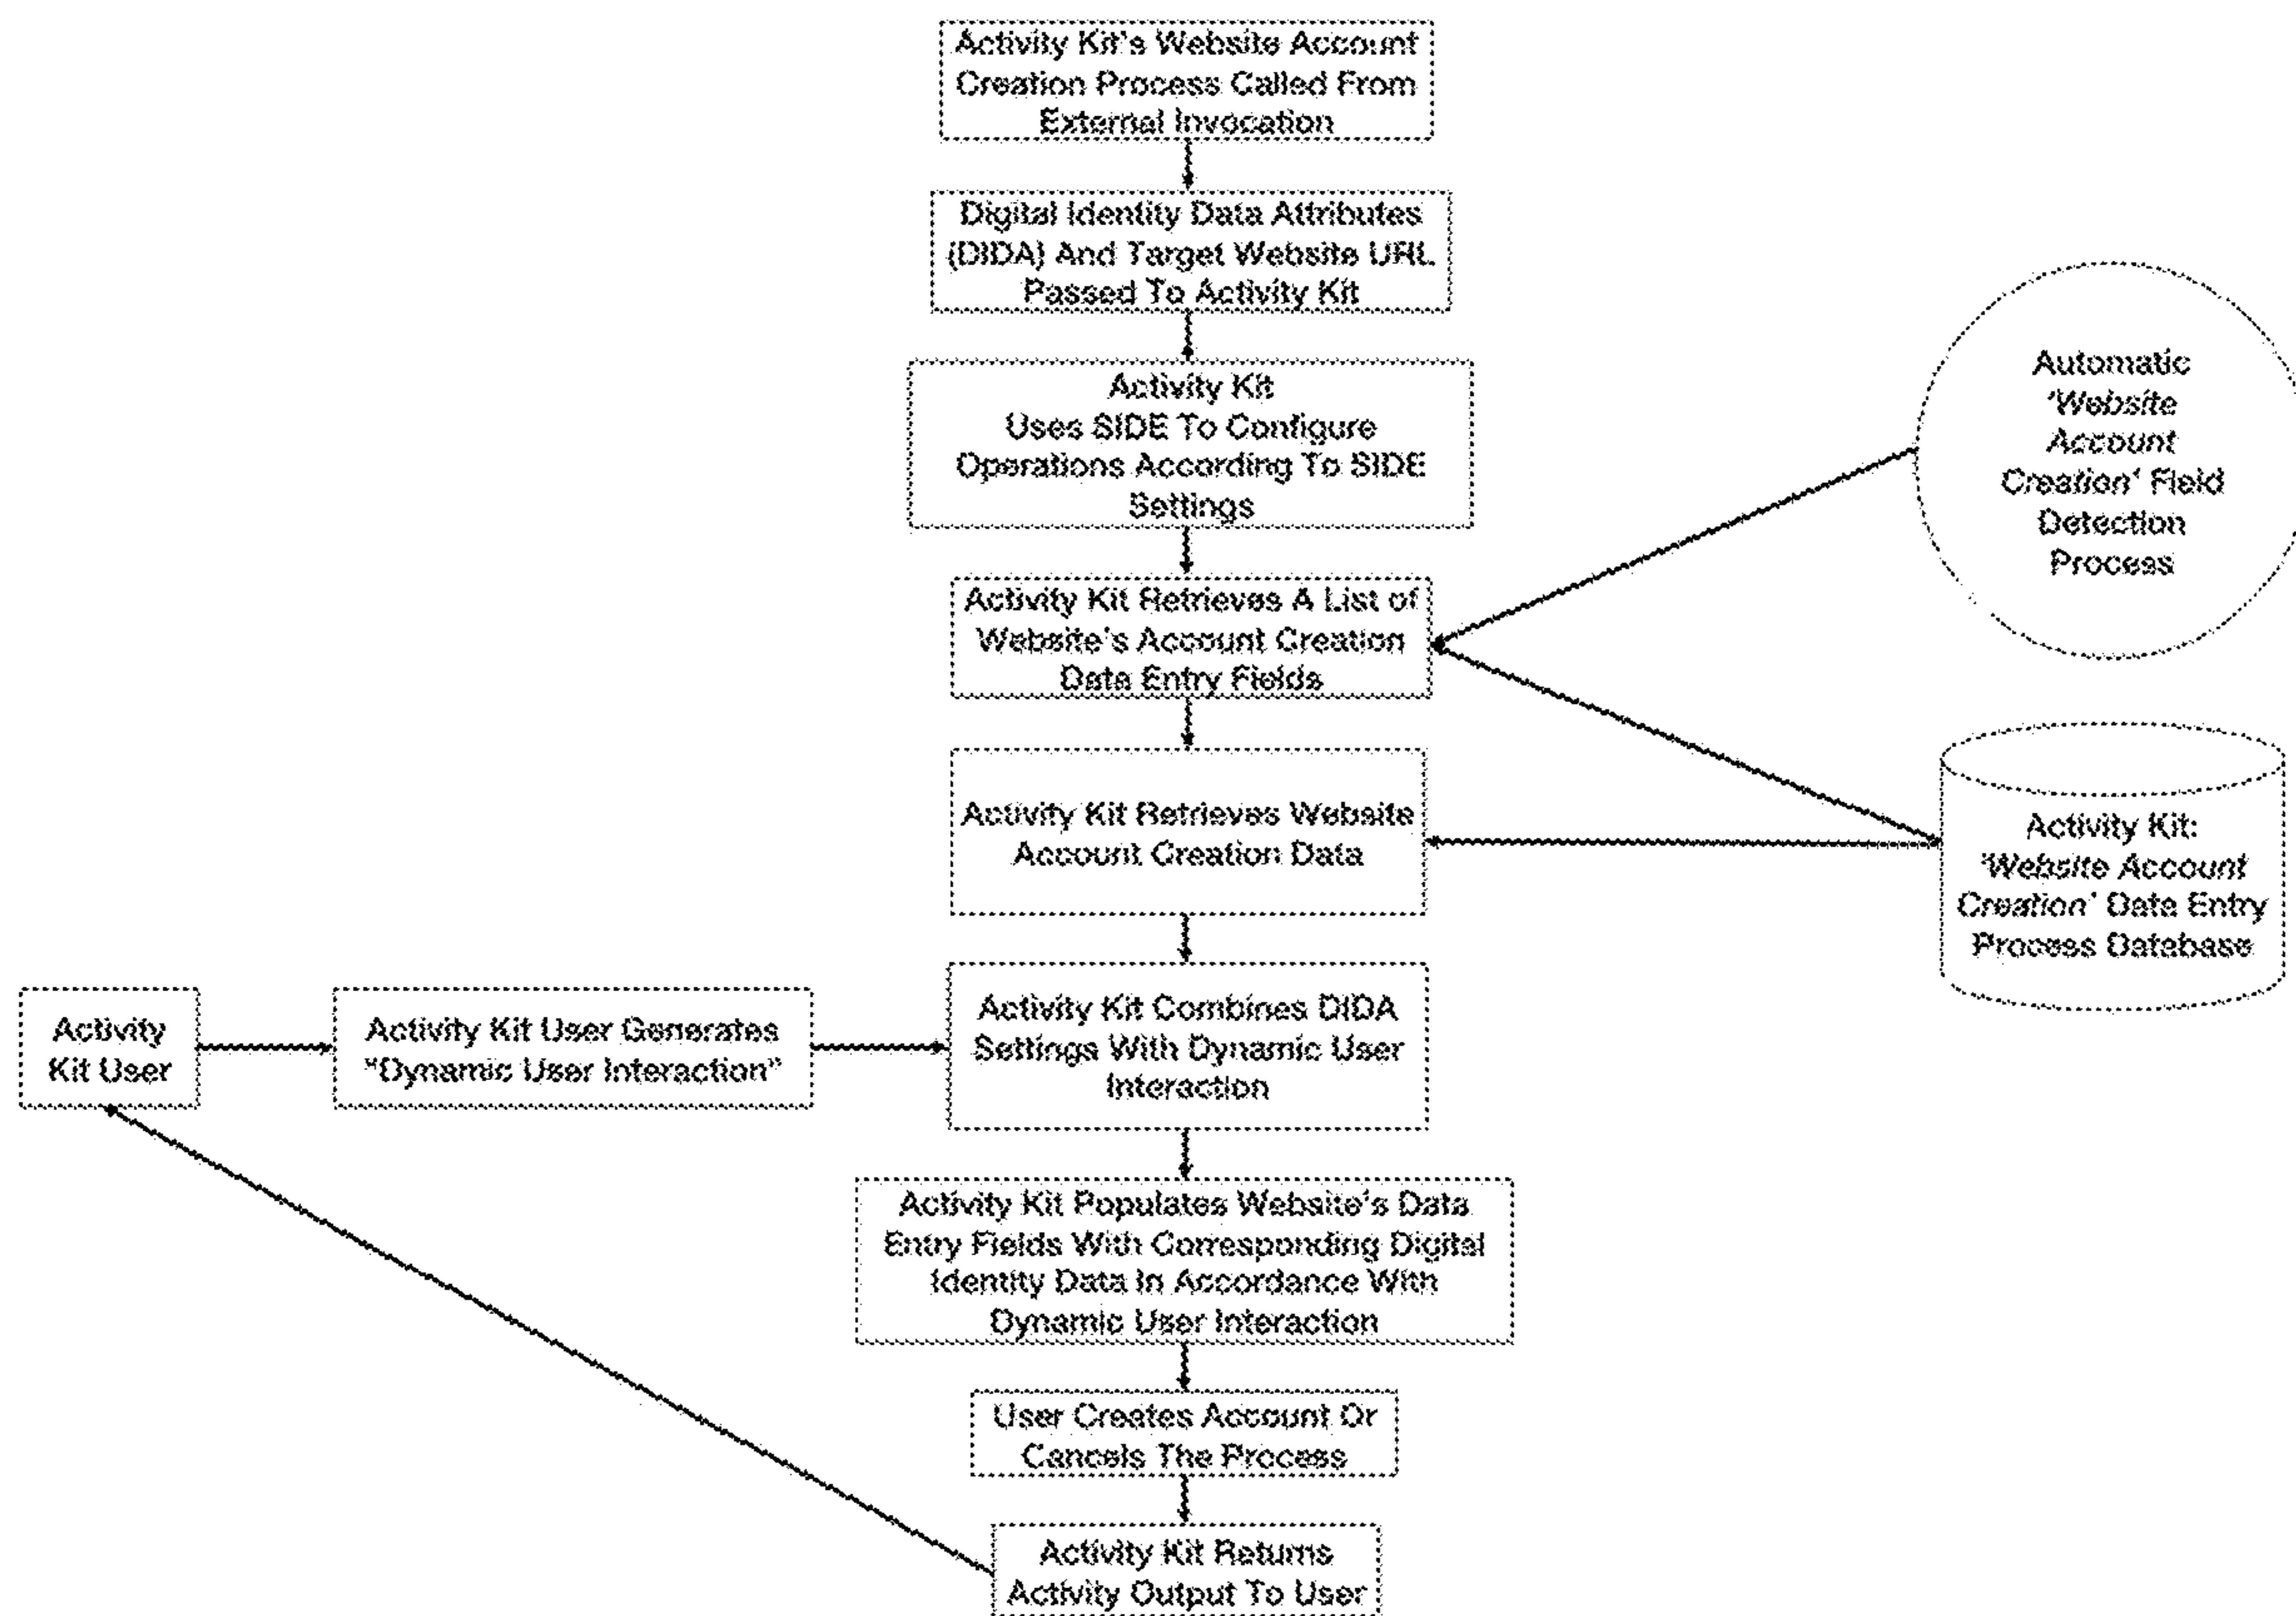 Activity Kit's Website Account
Creation Process Called From
External Invocation
Digital Identity Data Attributes
(DIDA) And Target Website URL
Passed To Activity Kit
Activity Kit
Uses SIDE To Configure
Operations According To SIDE
Settings
Automatic
'Website
Account
Creation' Field
Detection
Process
Activity Kit Retrieves A List of
Website's Account Creation
Data Entry Fields
Activity Kit Retrieves Website
Account Creation Data
Activity Kit:
'Website Account
Creation' Data Entry
Process Database
Activity
Kit User
Activity Kit User Generates
"Dynamic User Interaction"
Activity Kit Combines DIDA
Settings With Dynamic User
Interaction
Activity Kit Populates Website's Data
Entry Fields With Corresponding Digital
Identity Data In Accordance With
Dynamic User Interaction
User Creates Account Or
Cancels The Process
Activity Kit Returns
Activity Output To User